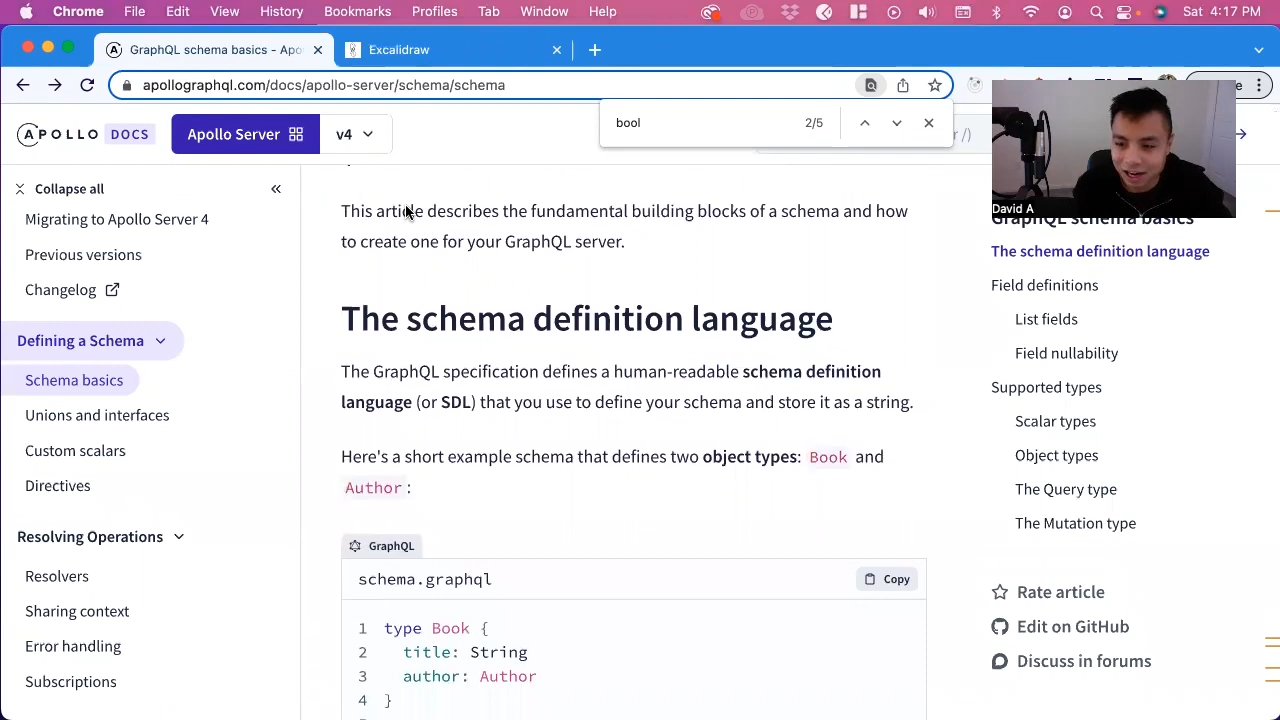 Chrome File Edit View History Bookmarks Profiles Tab Window Help Sat 4:17 PM
GraphQL schema basics - Apo Excalidraw
apollographql.com/docs/apollo-server/schema/schema
bool 2/5
APOLLO DOCS Apollo Server v4 r /)
David A
Collapse all
Migrating to Apollo Server 4
Previous versions
Changelog
Defining a Schema
Schema basics
Unions and interfaces
Custom scalars
Directives
Resolving Operations
Resolvers
Sharing context
Error handling
Subscriptions
This article describes the fundamental building blocks of a schema and how
to create one for your GraphQL server.
The schema definition language
The GraphQL specification defines a human-readable schema definition
language (or SDL) that you use to define your schema and store it as a string.
Here's a short example schema that defines two object types: Book and
Author:
GraphQL
schema.graphql Copy
1 type Book {
2 title: String
3 author: Author
4 }
GraphQL schema basics
The schema definition language
Field definitions
List fields
Field nullability
Supported types
Scalar types
Object types
The Query type
The Mutation type
Rate article
Edit on GitHub
Discuss in forums